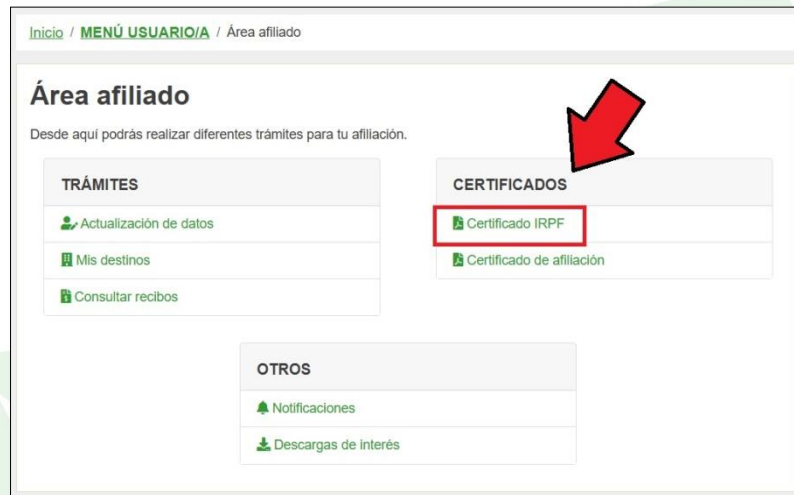 Inicio / MENÚ USUARIO/A / Área afiliado
Área afiliado
Desde aquí podrás realizar diferentes trámites para tu afiliación.
TRÁMITES
Actualización de datos
Mis destinos
Consultar recibos
CERTIFICADOS
Certificado IRPF
Certificado de afiliación
OTROS
Notificaciones
Descargas de interés